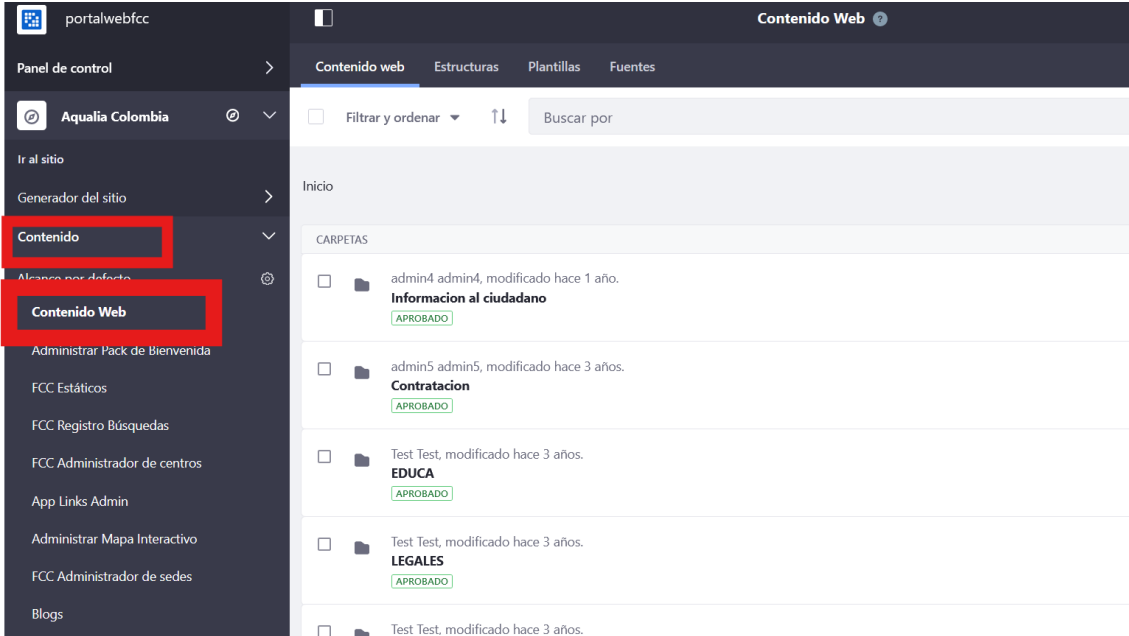 portalwebfcc
Contenido Web
Panel de control
Contenido web Estructuras Plantillas Fuentes
Aqualia Colombia
Filtrar y ordenar
Buscar por
Ir al sitio
Generador del sitio
Inicio
Contenido
CARPETAS
Alcance por defecto
admin4 admin4, modificado hace 1 año.
Informacion al ciudadano
APROBADO
Contenido Web
Administrar Pack de Bienvenida
FCC Estáticos
FCC Registro Búsquedas
FCC Administrador de centros
App Links Admin
Administrar Mapa Interactivo
FCC Administrador de sedes
Blogs
admin5 admin5, modificado hace 3 años.
Contratacion
APROBADO
Test Test, modificado hace 3 años.
EDUCA
APROBADO
Test Test, modificado hace 3 años.
LEGALES
APROBADO
Test Test, modificado hace 3 años.